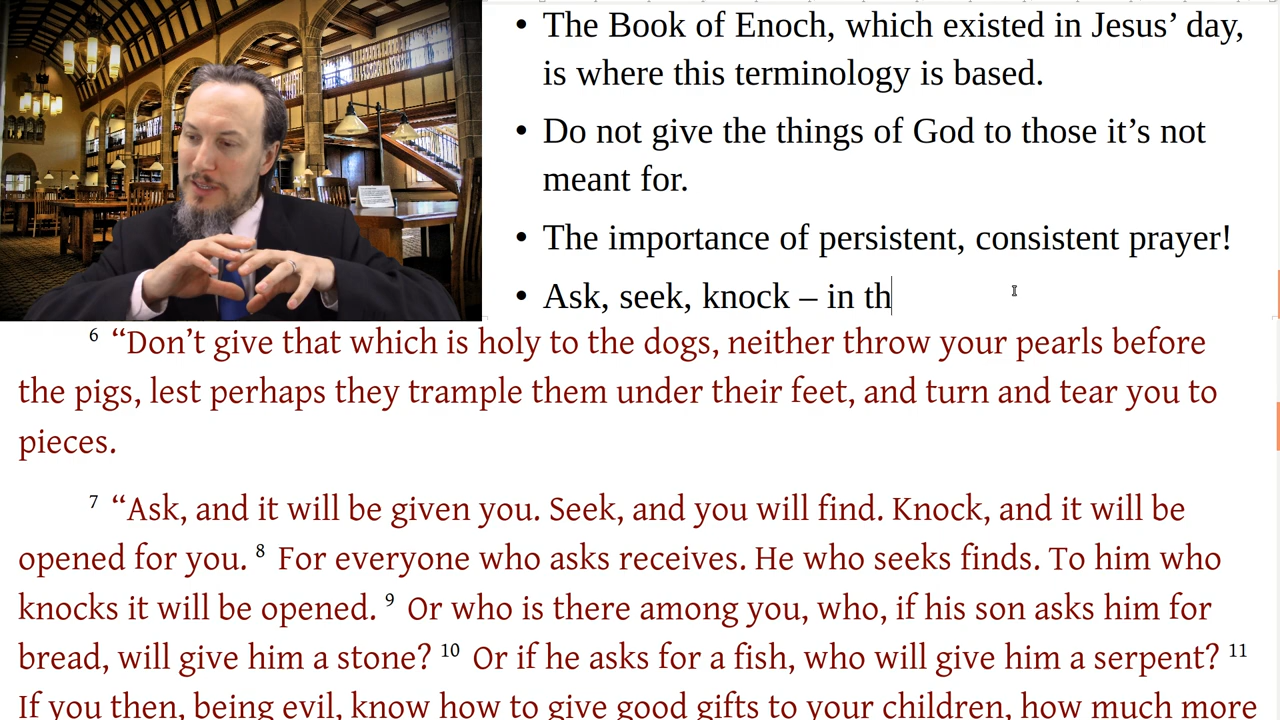 • The Book of Enoch, which existed in Jesus’ day,
is where this terminology is based.
• Do not give the things of God to those it’s not
meant for.
• The importance of persistent, consistent prayer!
• Ask, seek, knock – in th
6 “Don’t give that which is holy to the dogs, neither throw your pearls before
the pigs, lest perhaps they trample them under their feet, and turn and tear you to
pieces.
7 “Ask, and it will be given you. Seek, and you will find. Knock, and it will be
opened for you. 8 For everyone who asks receives. He who seeks finds. To him who
knocks it will be opened. 9 Or who is there among you, who, if his son asks him for
bread, will give him a stone? 10 Or if he asks for a fish, who will give him a serpent? 11
If you then, being evil, know how to give good gifts to your children, how much more